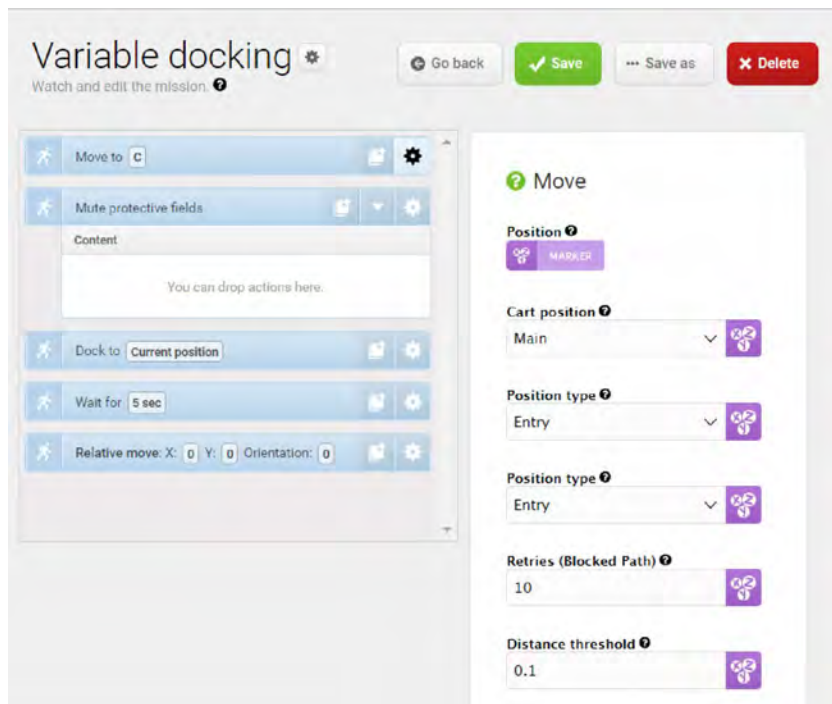 Variable docking
Go back
Save
Save as
Delete
Watch and edit the mission.
Move to C
Mute protective fields
Content
You can drop actions here.
Dock to Current position
Wait for 5 sec
Relative move: X: 0 Y: 0 Orientation: 0
Move
Position
MARKER
Cart position
Main
Position type
Entry
Position type
Entry
Retries (Blocked Path)
10
Distance threshold
0.1